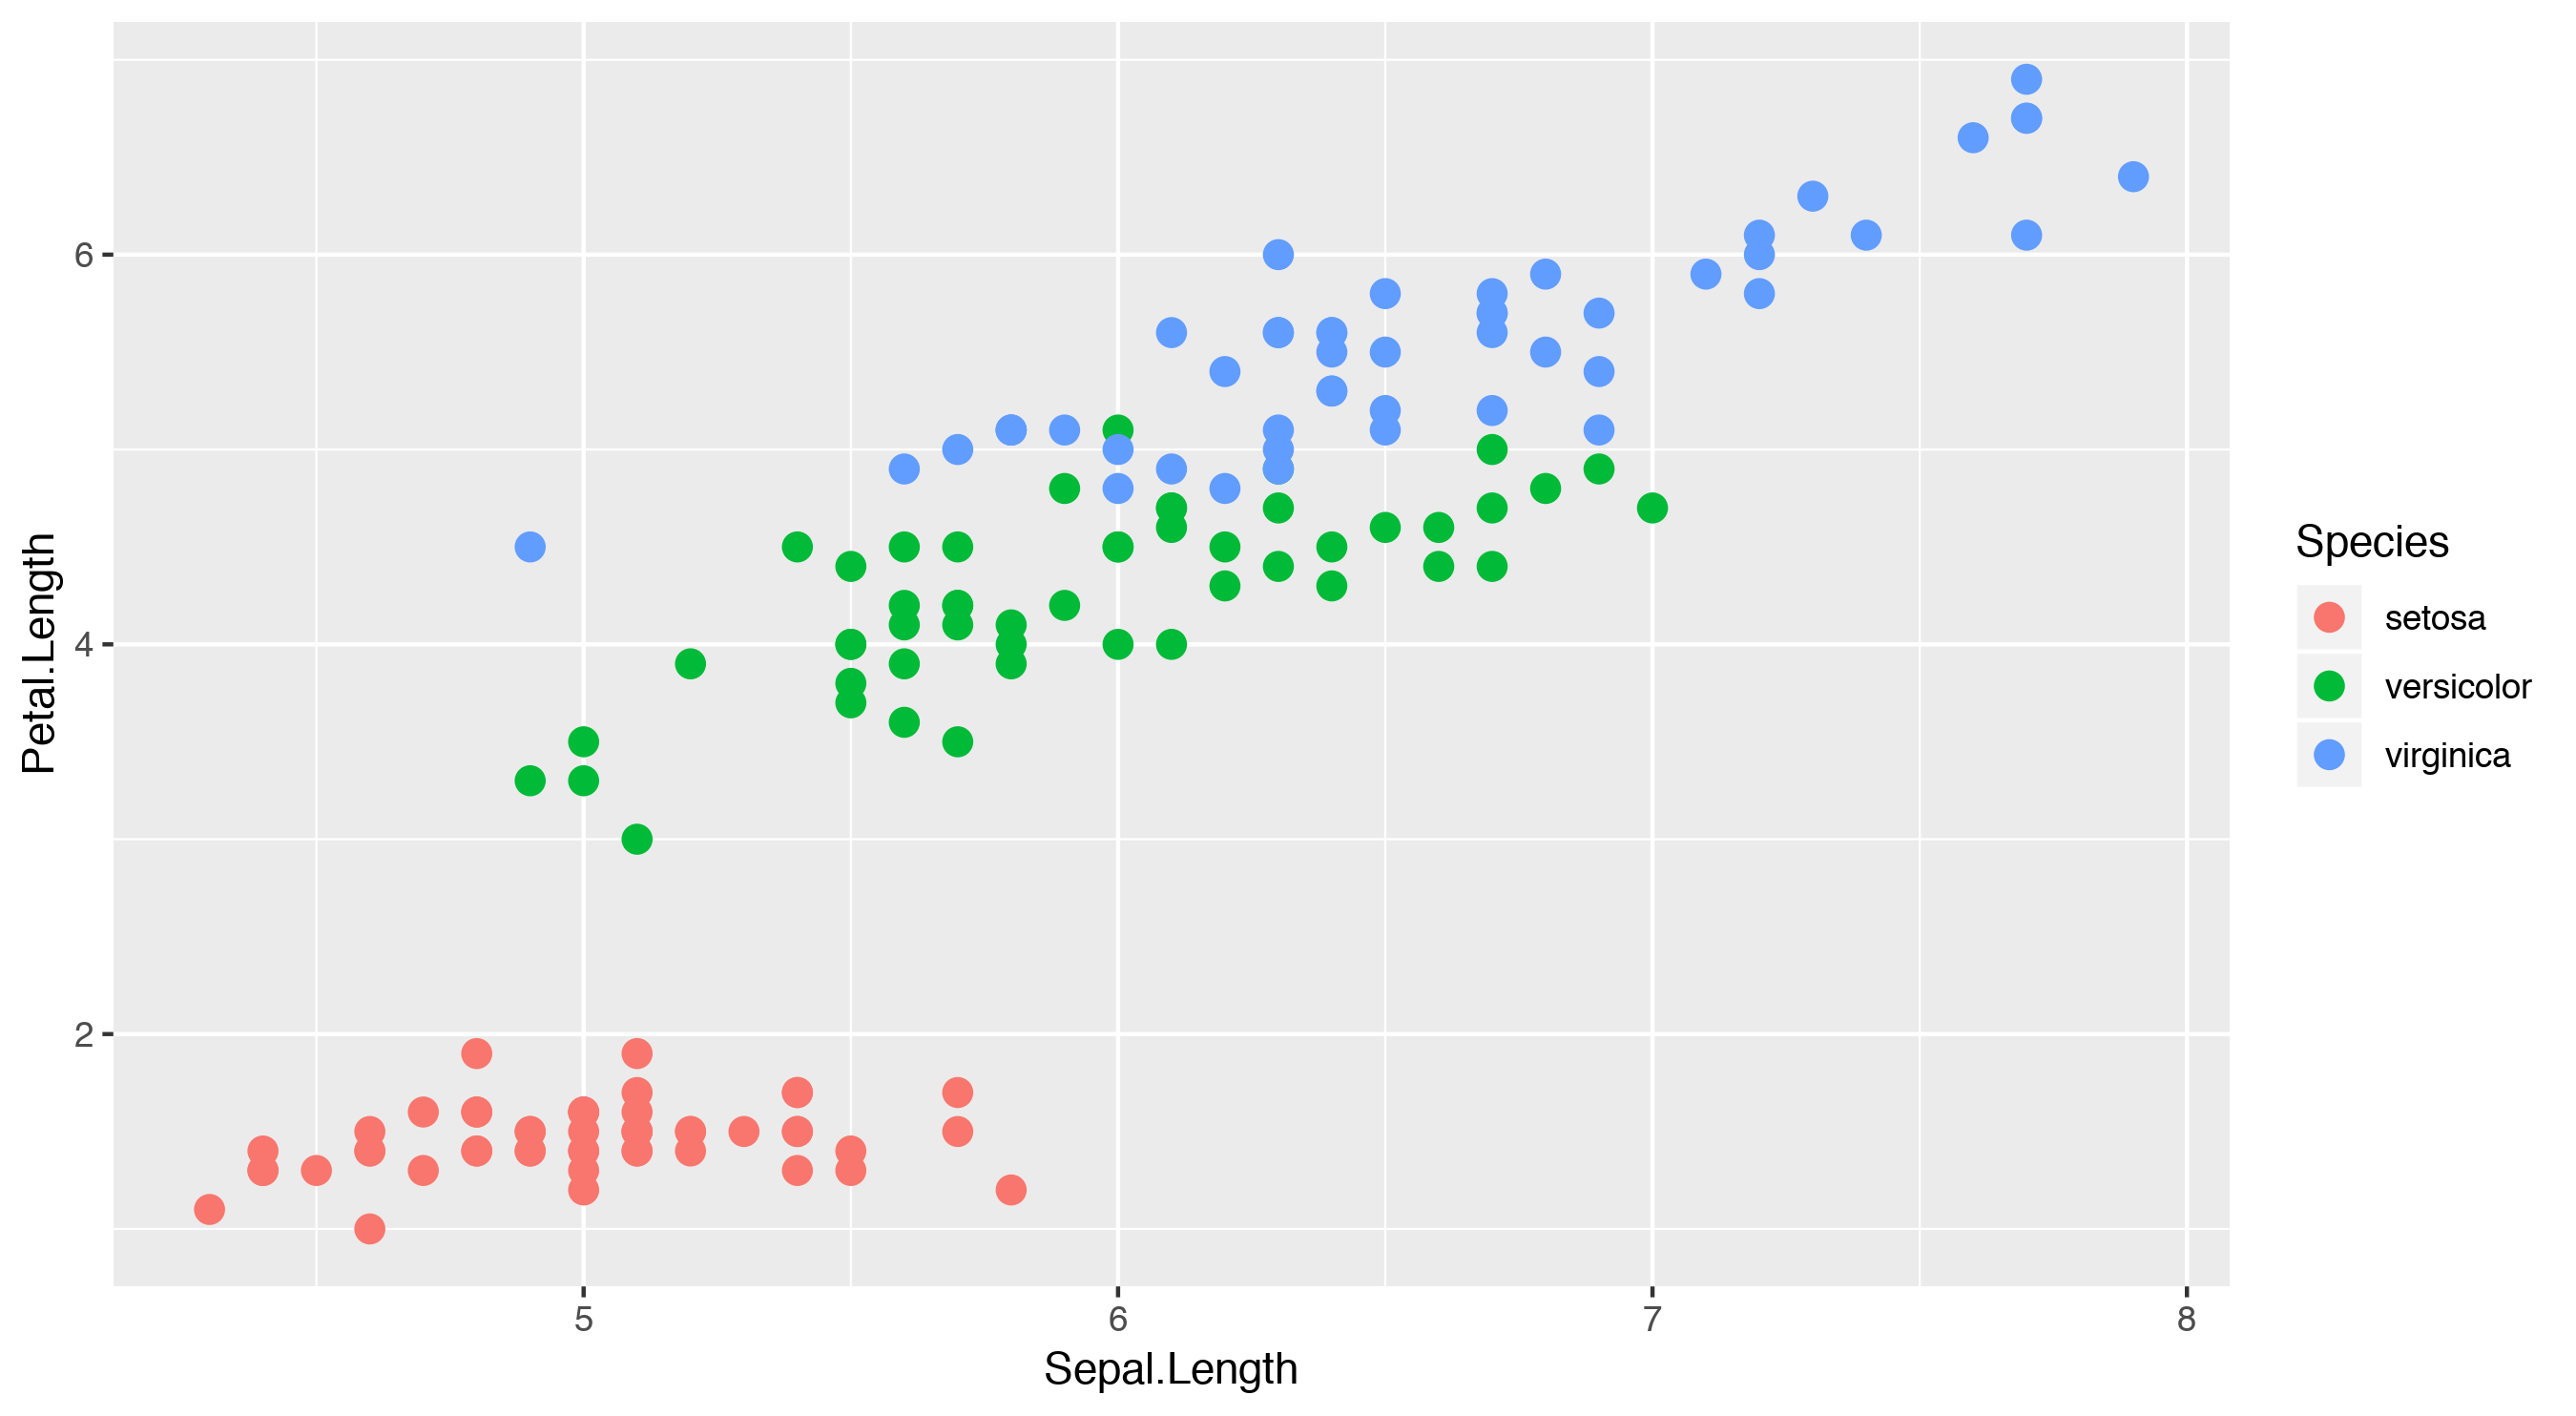 6
4
2
Petal.Length
5 6 7 8
Sepal.Length
Species
setosa
versicolor
virginica